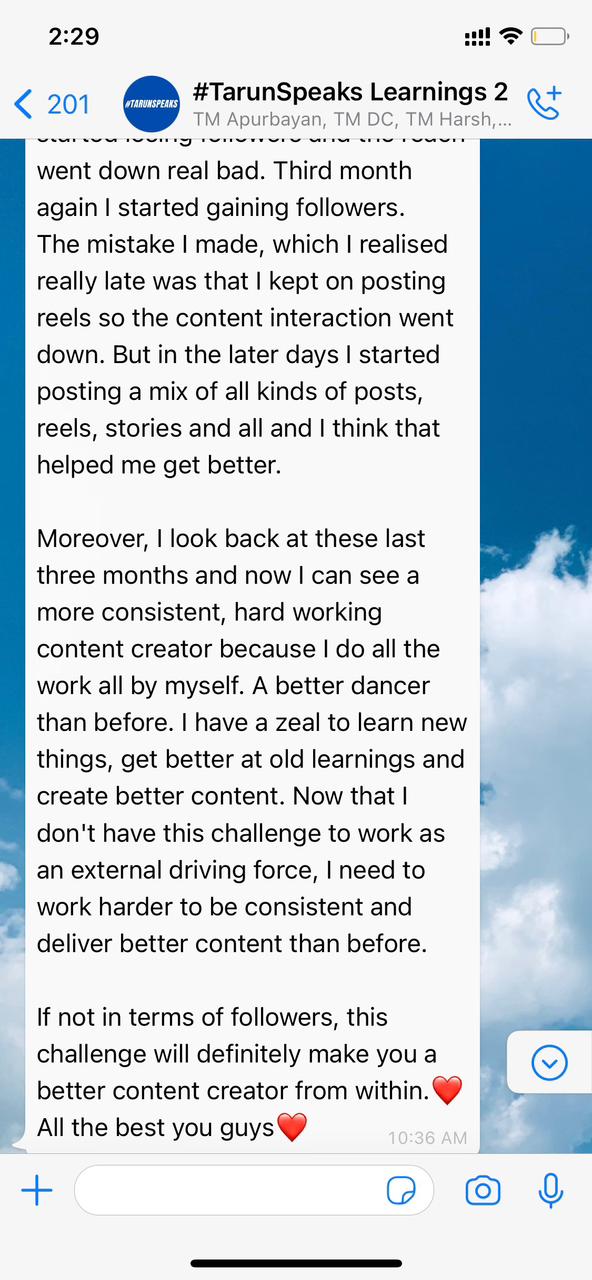 2:29
201
#TARUNSPEAKS
#TarunSpeaks Learnings 2
TM Apurbayan, TM DC, TM Harsh,...
started losing followers and the reach
went down real bad. Third month
again I started gaining followers.
The mistake I made, which I realised
really late was that I kept on posting
reels so the content interaction went
down. But in the later days I started
posting a mix of all kinds of posts,
reels, stories and all and I think that
helped me get better.
Moreover, I look back at these last
three months and now I can see a
more consistent, hard working
content creator because I do all the
work all by myself. A better dancer
than before. I have a zeal to learn new
things, get better at old learnings and
create better content. Now that I
don't have this challenge to work as
an external driving force, I need to
work harder to be consistent and
deliver better content than before.
If not in terms of followers, this
challenge will definitely make you a
better content creator from within.❤️
All the best you guys❤️
10:36 AM